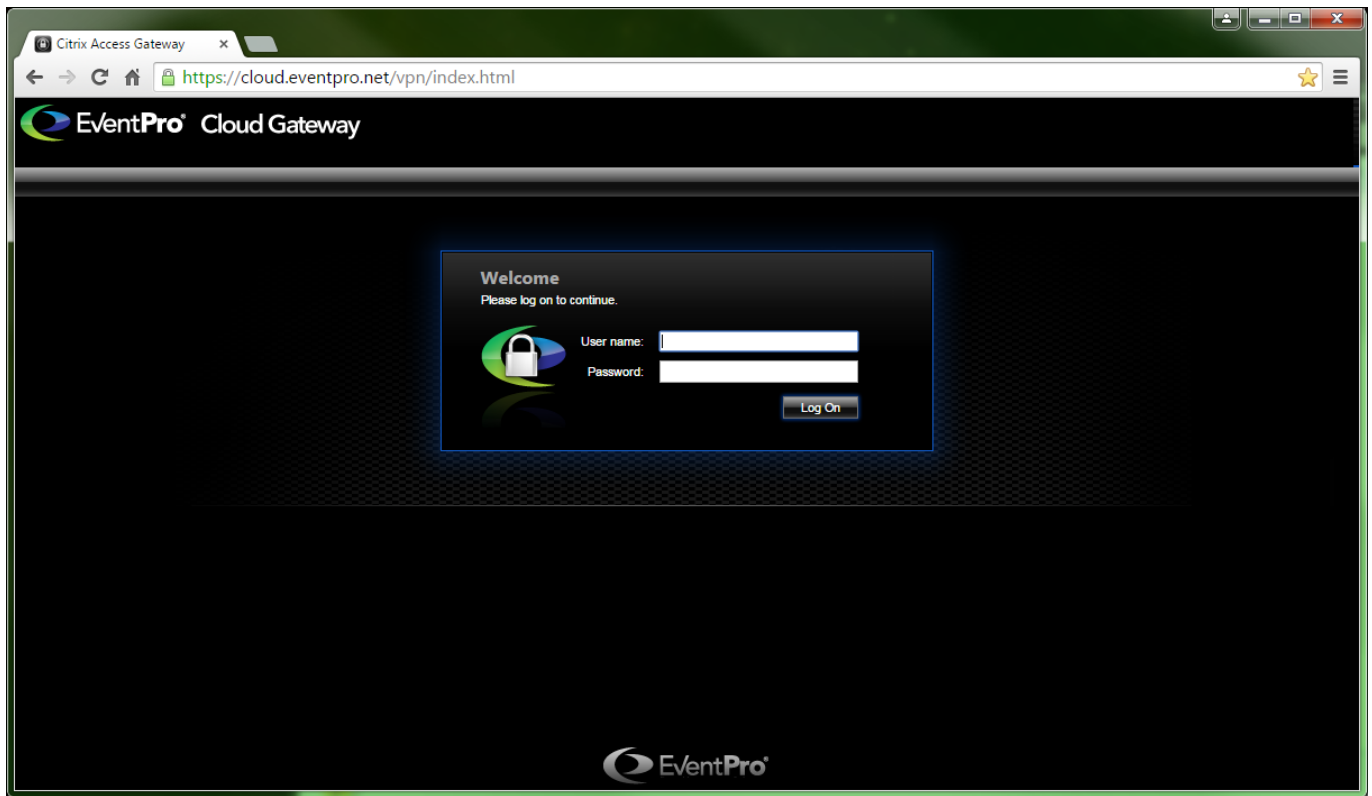 Citrix Access Gateway
https://cloud.eventpro.net/vpn/index.html
EventPro® Cloud Gateway
Welcome
Please log on to continue.
User name:
Password:
Log On
EventPro®